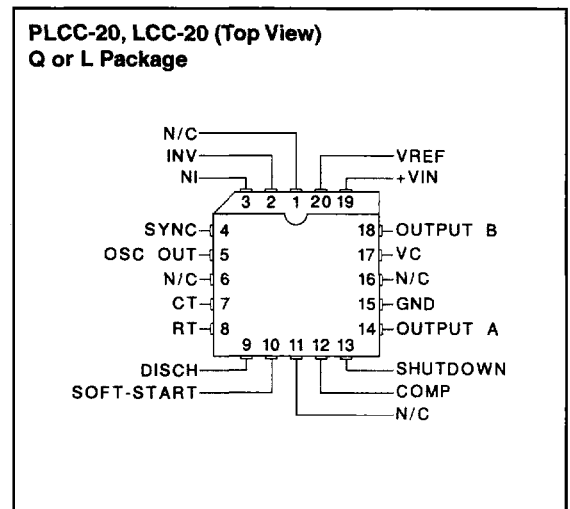 PLCC-20, LCC-20 (Top View)
Q or L Package
N/C
INV
NI
VREF
+VIN
3 2 1 20 19
SYNC 4
OSC OUT 5
N/C 6
CT 7
RT 8
18 OUTPUT B
17 VC
16 N/C
15 GND
14 OUTPUT A
9 10 11 12 13
DISCH
SOFT-START
SHUTDOWN
COMP
N/C